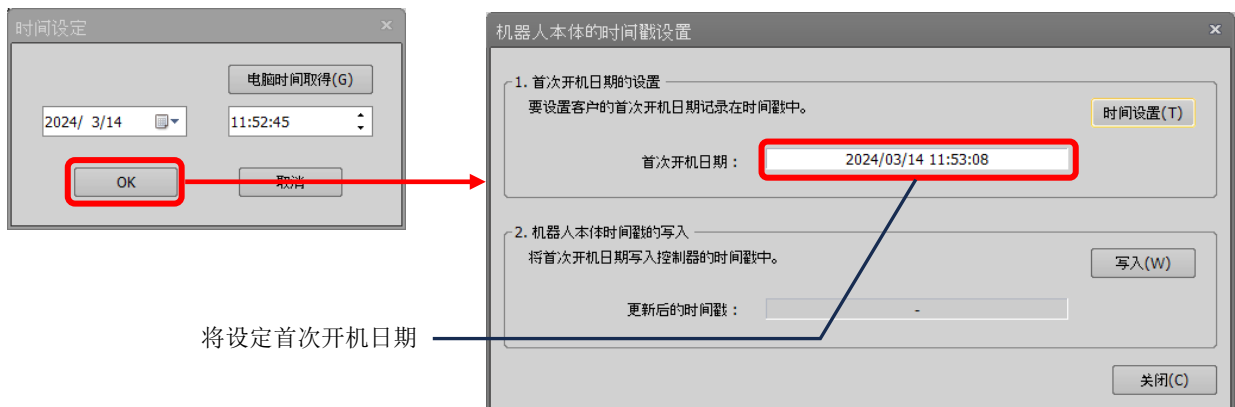 时间设定
电脑时间取得(G)
2024/ 3/14
11:52:45
OK
取消
机器人本体的时间戳设置
1. 首次开机日期的设置
要设置客户的首次开机日期记录在时间戳中。
时间设置(T)
首次开机日期：
2024/03/14 11:53:08
2. 机器人本体时间戳的写入
将首次开机日期写入控制器的时间戳中。
写入(W)
更新后的时间戳：
-
将设定首次开机日期
关闭(C)